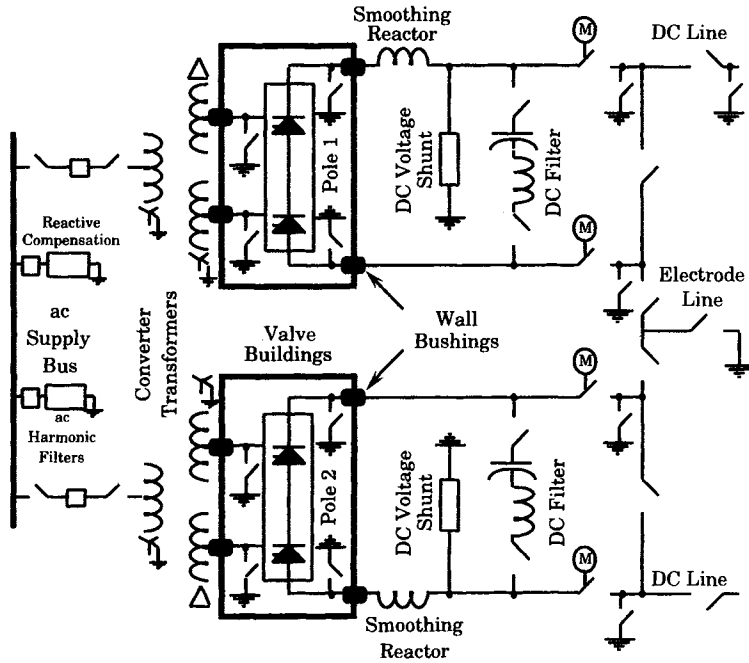 Smoothing
Reactor
M
DC Line
Pole 1
DC Voltage
Shunt
DC Filter
Reactive
Compensation
M
Electrode
Line
ac
Supply
Bus
Converter
Transformers
Valve
Buildings
Wall
Bushings
M
ac
Harmonic
Filters
Pole 2
DC Voltage
Shunt
DC Filter
M
DC Line
Smoothing
Reactor